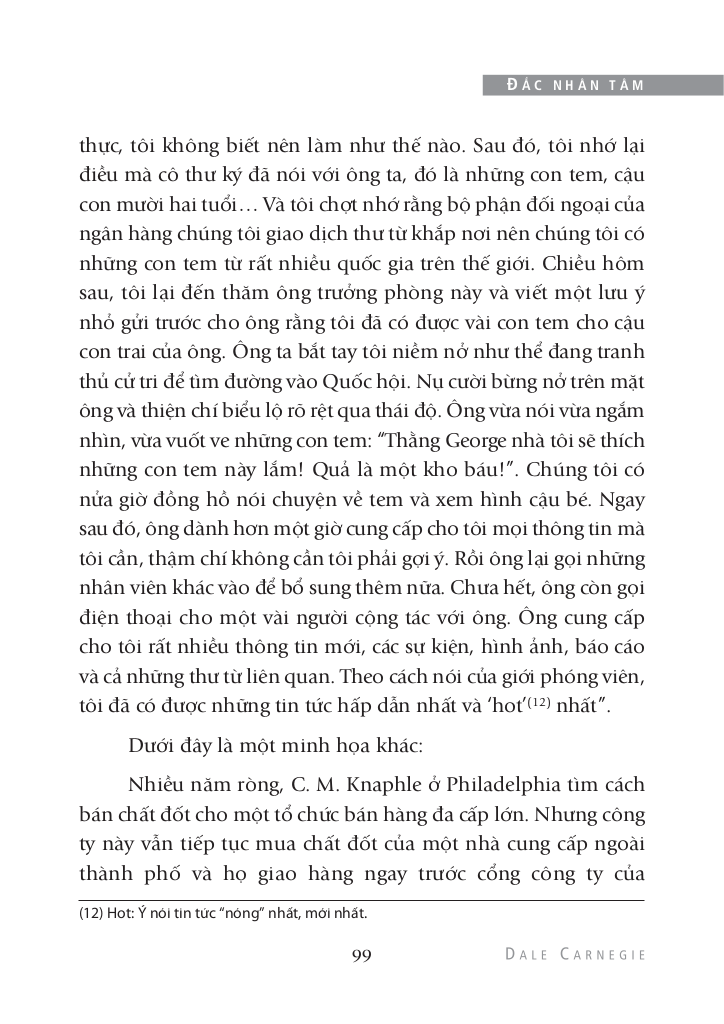 ĐẮC NHÂN TÂM
thực, tôi không biết nên làm như thế nào. Sau đó, tôi nhớ lại
điều mà cô thư ký đã nói với ông ta, đó là những con tem, cậu
con mười hai tuổi… Và tôi chợt nhớ rằng bộ phận đối ngoại của
ngân hàng chúng tôi giao dịch thư từ khắp nơi nên chúng tôi có
những con tem từ rất nhiều quốc gia trên thế giới. Chiều hôm
sau, tôi lại đến thăm ông trưởng phòng này và viết một lưu ý
nhỏ gửi trước cho ông rằng tôi đã có được vài con tem cho cậu
con trai của ông. Ông ta bắt tay tôi niềm nở như thể đang tranh
thủ cử tri để tìm đường vào Quốc hội. Nụ cười bừng nở trên mặt
ông và thiện chí biểu lộ rõ rệt qua thái độ. Ông vừa nói vừa ngắm
nhìn, vừa vuốt ve những con tem: “Thằng George nhà tôi sẽ thích
những con tem này lắm! Quả là một kho báu!”. Chúng tôi có
nửa giờ đồng hồ nói chuyện về tem và xem hình cậu bé. Ngay
sau đó, ông dành hơn một giờ cung cấp cho tôi mọi thông tin mà
tôi cần, thậm chí không cần tôi phải gợi ý. Rồi ông lại gọi những
nhân viên khác vào để bổ sung thêm nữa. Chưa hết, ông còn gọi
điện thoại cho một vài người cộng tác với ông. Ông cung cấp
cho tôi rất nhiều thông tin mới, các sự kiện, hình ảnh, báo cáo
và cả những thư từ liên quan. Theo cách nói của giới phóng viên,
tôi đã có được những tin tức hấp dẫn nhất và ‘hot’(12) nhất”.
Dưới đây là một minh họa khác:
Nhiều năm ròng, C. M. Knaphle ở Philadelphia tìm cách
bán chất đốt cho một tổ chức bán hàng đa cấp lớn. Nhưng công
ty này vẫn tiếp tục mua chất đốt của một nhà cung cấp ngoài
thành phố và họ giao hàng ngay trước cổng công ty của
(12) Hot: Ý nói tin tức “nóng” nhất, mới nhất.
99
DALE CARNEGIE